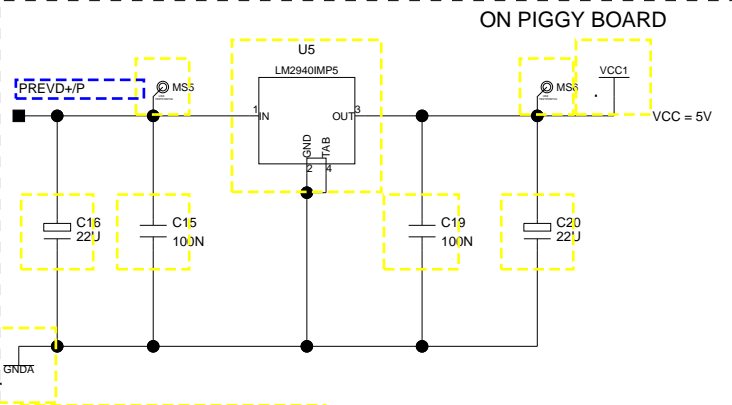 ON PIGGY BOARD
U5
LM2940IMP5
PREVD+/P
MS5
MS6
VCC1
1
IN
OUT
3
VCC = 5V
GND
TAB
2
4
C16
22U
C15
100N
C19
100N
C20
22U
GNDA